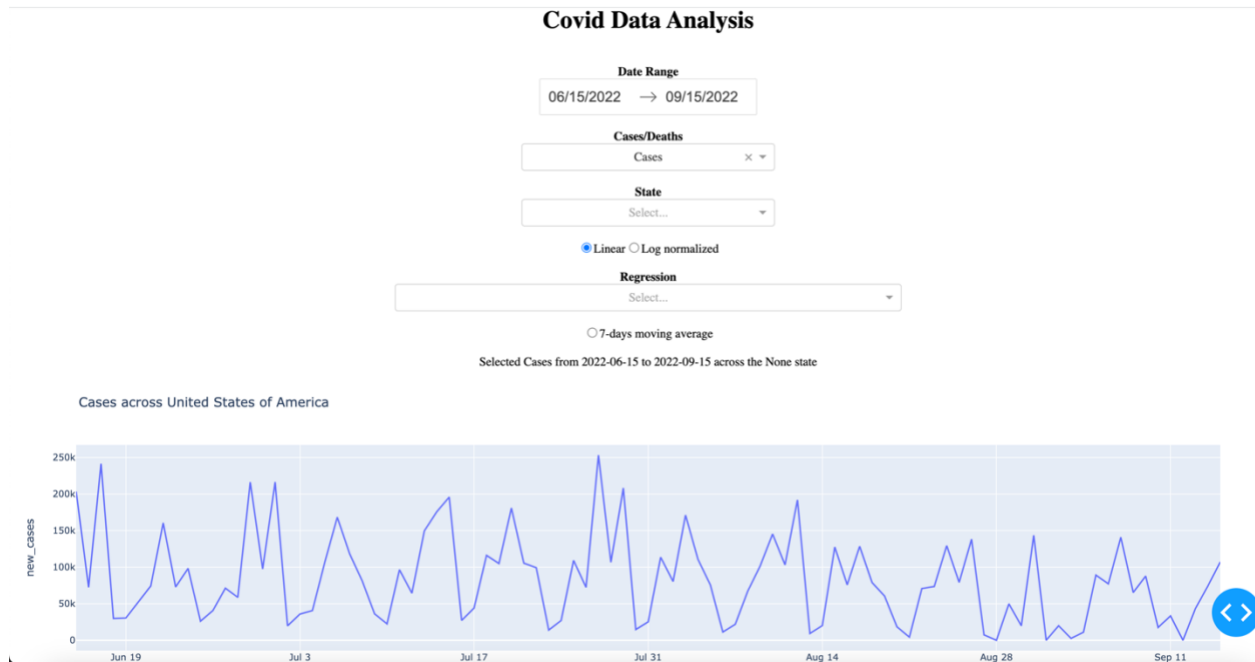 Covid Data Analysis
Date Range
06/15/2022 → 09/15/2022
Cases/Deaths
Cases × 
State
Select...
Linear Log normalized
Regression
Select...
7-days moving average
Selected Cases from 2022-06-15 to 2022-09-15 across the None state
Cases across United States of America
250k
200k
150k
100k
50k
0
new_cases
Jun 19 Jul 3 Jul 17 Jul 31 Aug 14 Aug 28 Sep 11